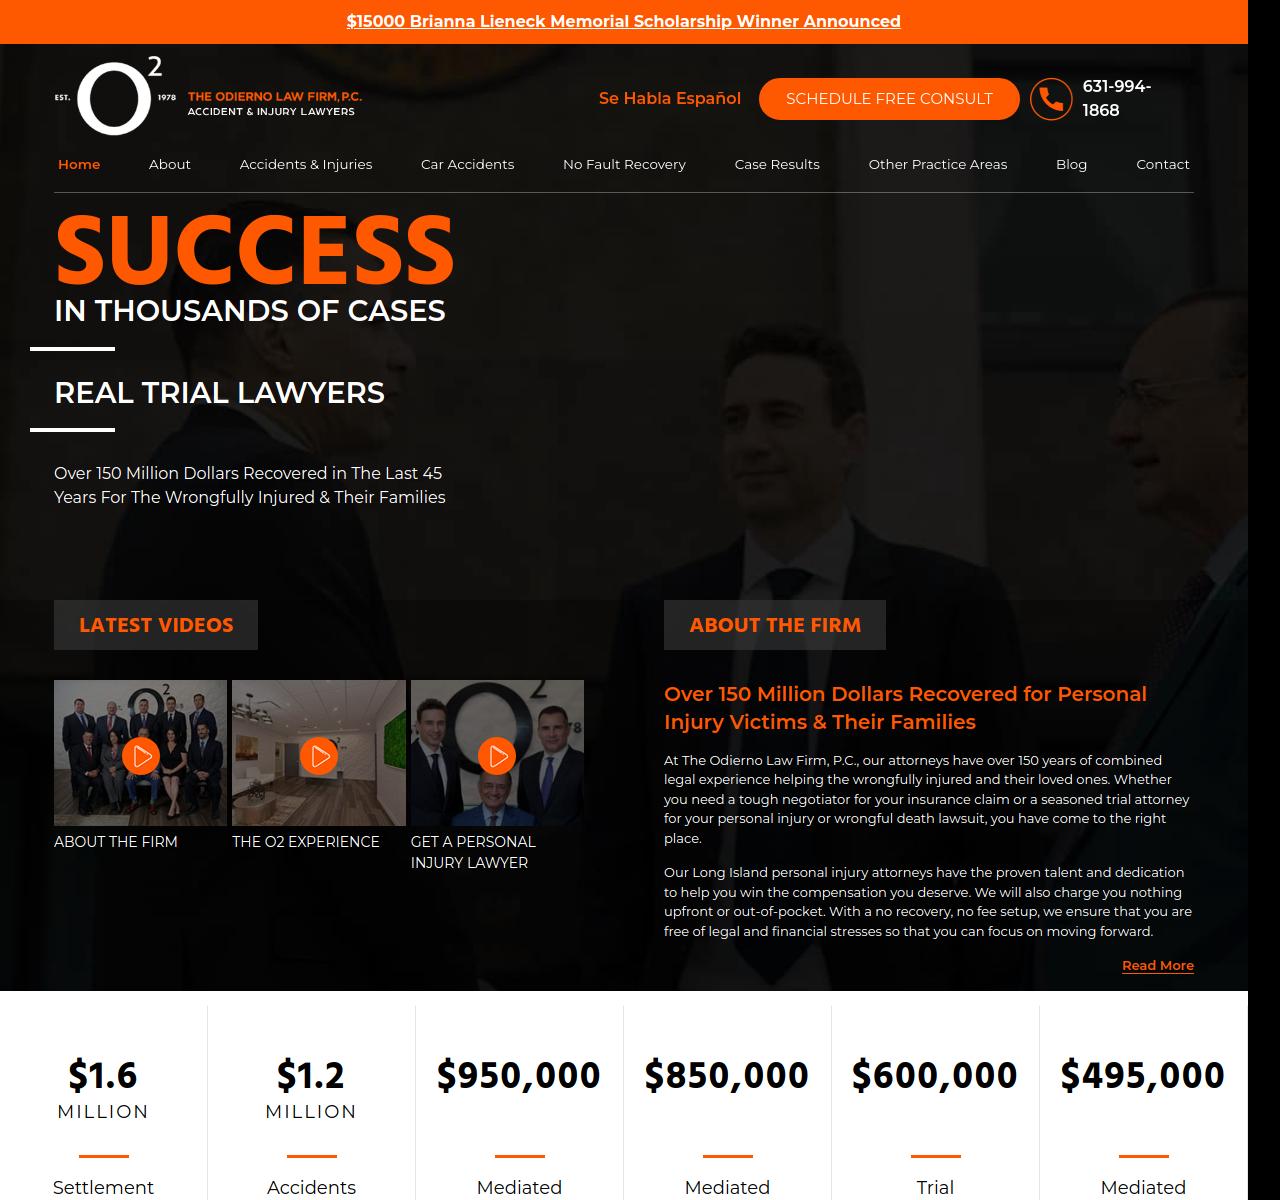 $15000 Brianna Lieneck Memorial Scholarship Winner Announced
EST. O2 1978
THE ODIERNO LAW FIRM, P.C.
ACCIDENT & INJURY LAWYERS
Se Habla Español
SCHEDULE FREE CONSULT
631-994-
1868
Home About Accidents & Injuries Car Accidents No Fault Recovery Case Results Other Practice Areas Blog Contact
SUCCESS
IN THOUSANDS OF CASES
REAL TRIAL LAWYERS
Over 150 Million Dollars Recovered in The Last 45
Years For The Wrongfully Injured & Their Families
LATEST VIDEOS
ABOUT THE FIRM
THE O2 EXPERIENCE
GET A PERSONAL
INJURY LAWYER
ABOUT THE FIRM
Over 150 Million Dollars Recovered for Personal
Injury Victims & Their Families
At The Odierno Law Firm, P.C., our attorneys have over 150 years of combined
legal experience helping the wrongfully injured and their loved ones. Whether
you need a tough negotiator for your insurance claim or a seasoned trial attorney
for your personal injury or wrongful death lawsuit, you have come to the right
place.
Our Long Island personal injury attorneys have the proven talent and dedication
to help you win the compensation you deserve. We will also charge you nothing
upfront or out-of-pocket. With a no recovery, no fee setup, we ensure that you are
free of legal and financial stresses so that you can focus on moving forward.
Read More
$1.6
MILLION
Settlement
$1.2
MILLION
Accidents
$950,000
Mediated
$850,000
Mediated
$600,000
Trial
$495,000
Mediated